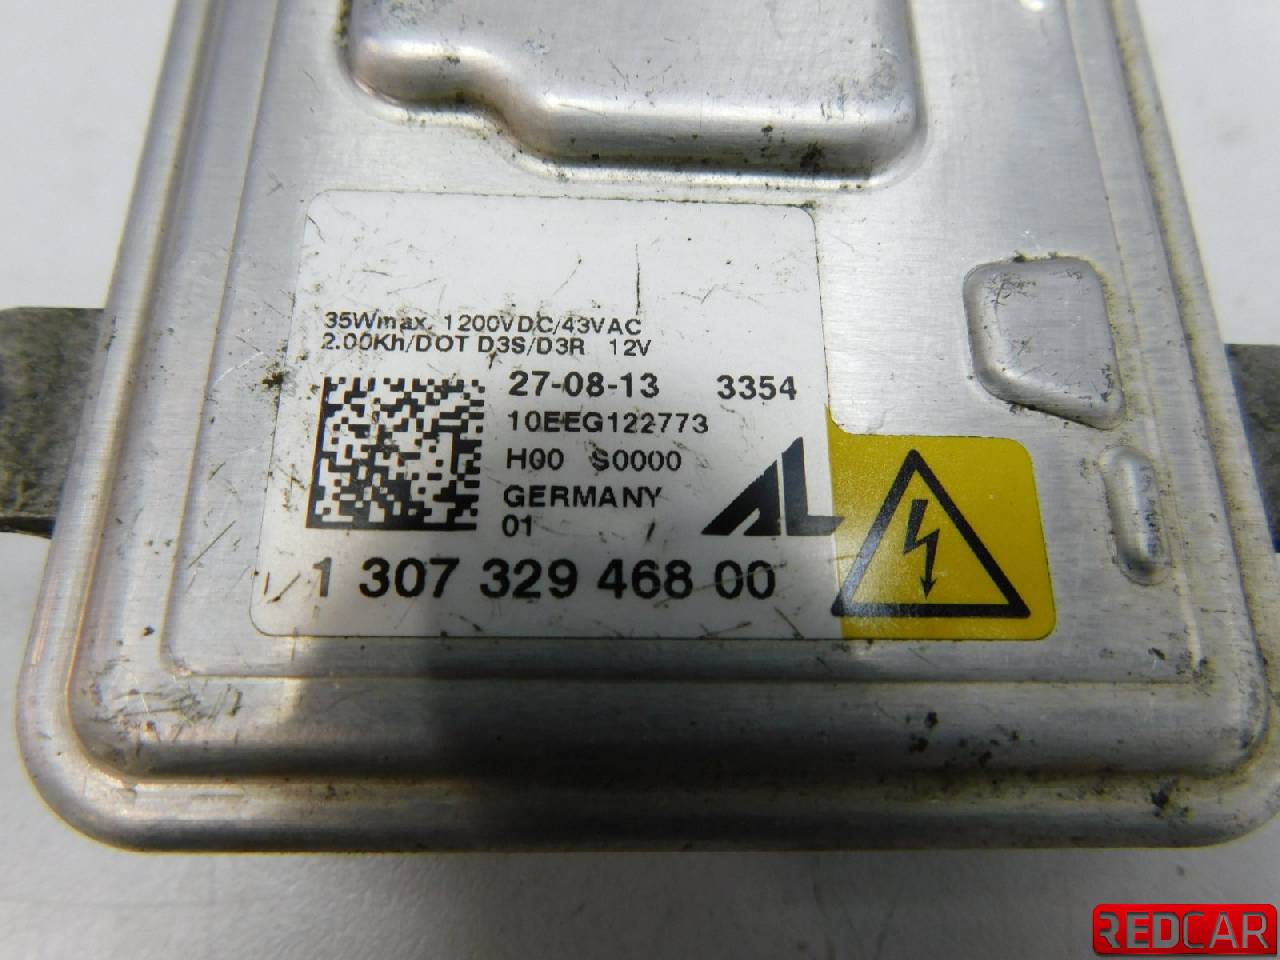 35Wmax. 1200VDC/43VAC
2.00Kh/DOT D3S/D3R 12V
27-08-13 3354
10EEG122773
H00 S0000
GERMANY
01
AL
1 307 329 468 00
REDCAR